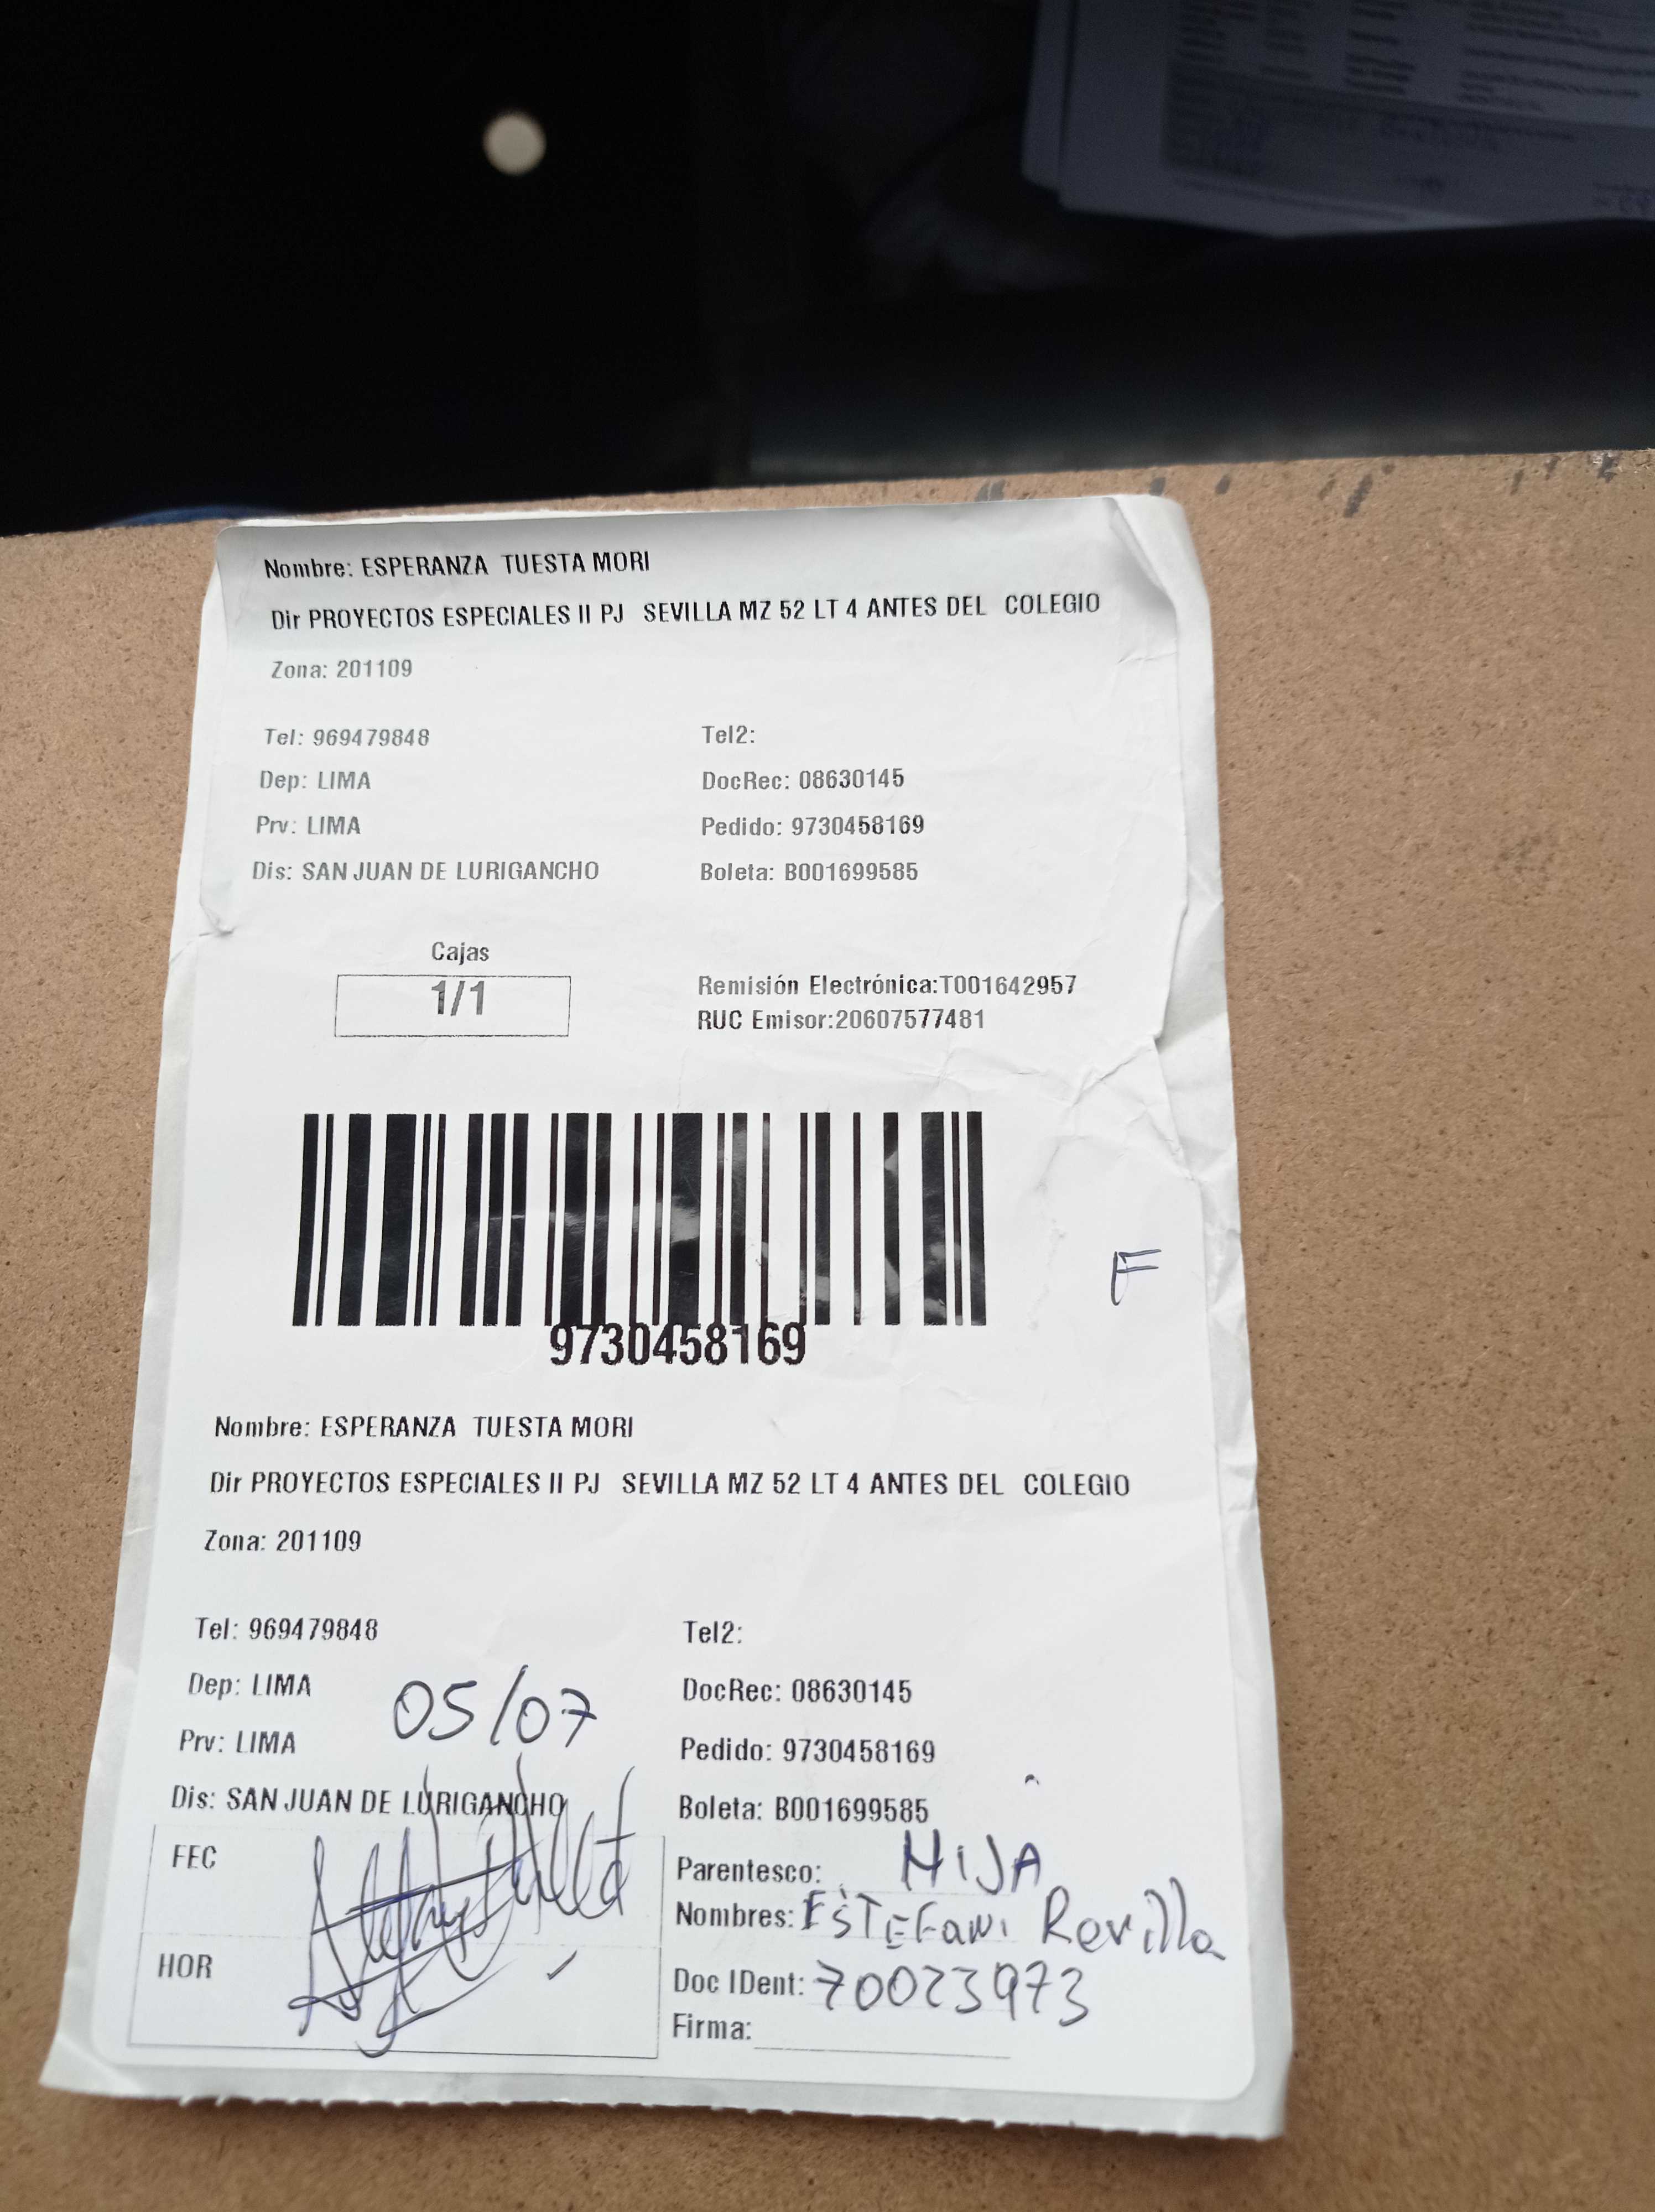 Nombre: ESPERANZA TUESTA MORI
Dir PROYECTOS ESPECIALES II PJ SEVILLA MZ 52 LT 4 ANTES DEL COLEGIO
Zona: 201109
Tel: 969479848 Tel2:
Dep: LIMA DocRec: 08630145
Prv: LIMA Pedido: 9730458169
Dis: SAN JUAN DE LURIGANCHO Boleta: B001699585
Cajas
1/1
Remisión Electrónica:T001642957
RUC Emisor:20607577481
F
9730458169
Nombre: ESPERANZA TUESTA MORI
Dir PROYECTOS ESPECIALES II PJ SEVILLA MZ 52 LT 4 ANTES DEL COLEGIO
Zona: 201109
Tel: 969479848 Tel2:
Dep: LIMA DocRec: 08630145
05/07
Prv: LIMA Pedido: 9730458169
Dis: SAN JUAN DE LURIGANCHO Boleta: B001699585
FEC
HOR
Parentesco: HIJA
Nombres: ESTEFANI Revilla
Doc IDent: 70023973
Firma: